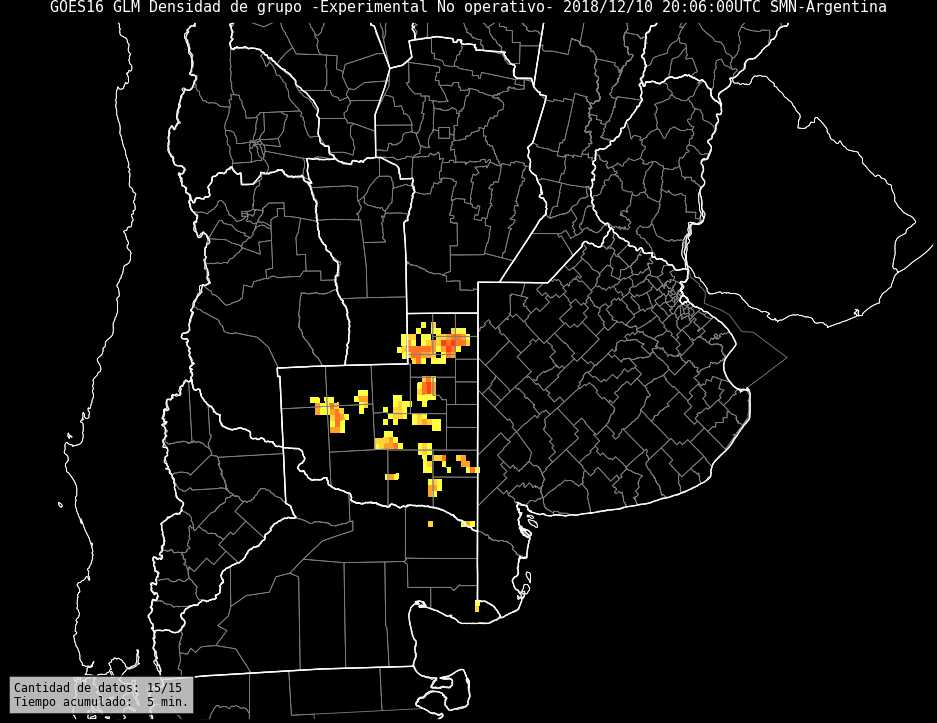 GOES16 GLM Densidad de grupo -Experimental No operativo- 2018/12/10 20:06:00UTC SMN-Argentina
Cantidad de datos: 15/15
Tiempo acumulado:  5 min.